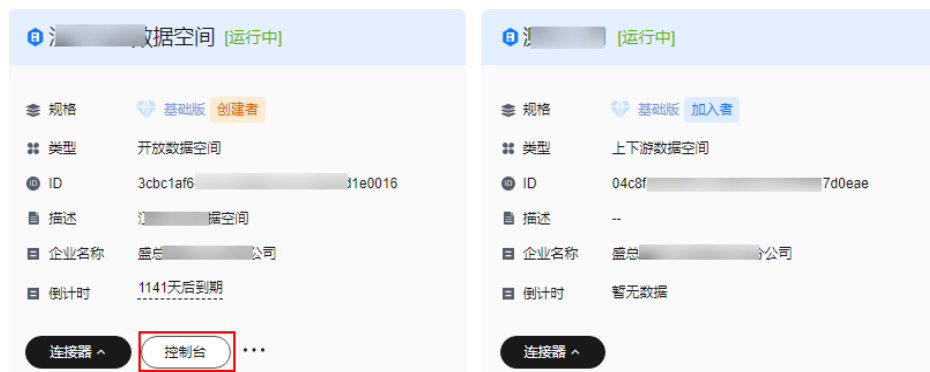 数据空间 [运行中]
规格 基础版 创建者
类型 开放数据空间
ID 3cbc1af6 d1e0016
描述 据空间
企业名称 盛总 公司
倒计时 1141天后到期
连接器 控制台 ...
[运行中]
规格 基础版 加入者
类型 上下游数据空间
ID 04c8f 7d0eae
描述 --
企业名称 盛总 分公司
倒计时 暂无数据
连接器